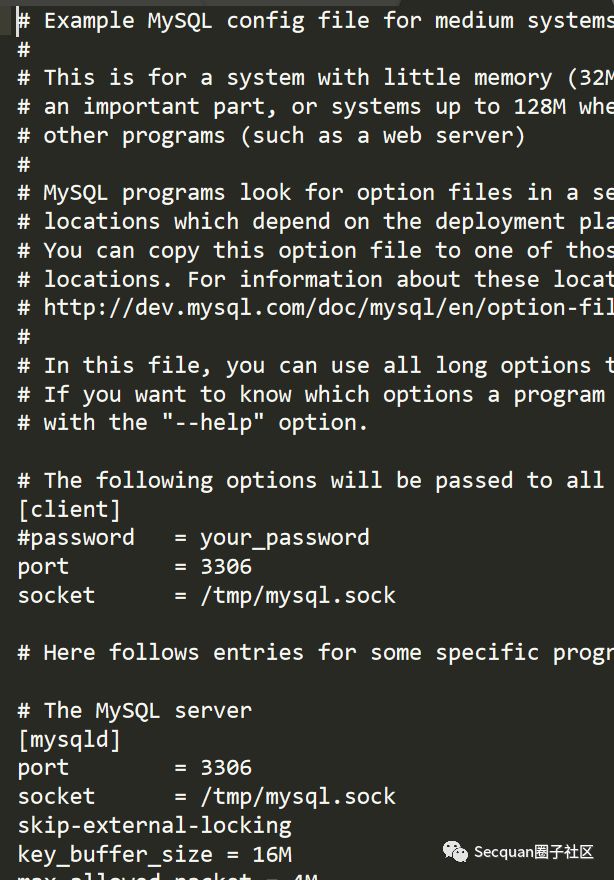 # Example MySQL config file for medium systems
#
# This is for a system with little memory (32M
# an important part, or systems up to 128M whe
# other programs (such as a web server)
#
# MySQL programs look for option files in a se
# locations which depend on the deployment pla
# You can copy this option file to one of thos
# locations. For information about these locat
# http://dev.mysql.com/doc/mysql/en/option-fil
#
# In this file, you can use all long options t
# If you want to know which options a program
# with the "--help" option.

# The following options will be passed to all
[client]
#password   = your_password
port        = 3306
socket      = /tmp/mysql.sock

# Here follows entries for some specific progr

# The MySQL server
[mysqld]
port        = 3306
socket      = /tmp/mysql.sock
skip-external-locking
key_buffer_size = 16M
max_allowed_packet = 4M
Secquan圈子社区